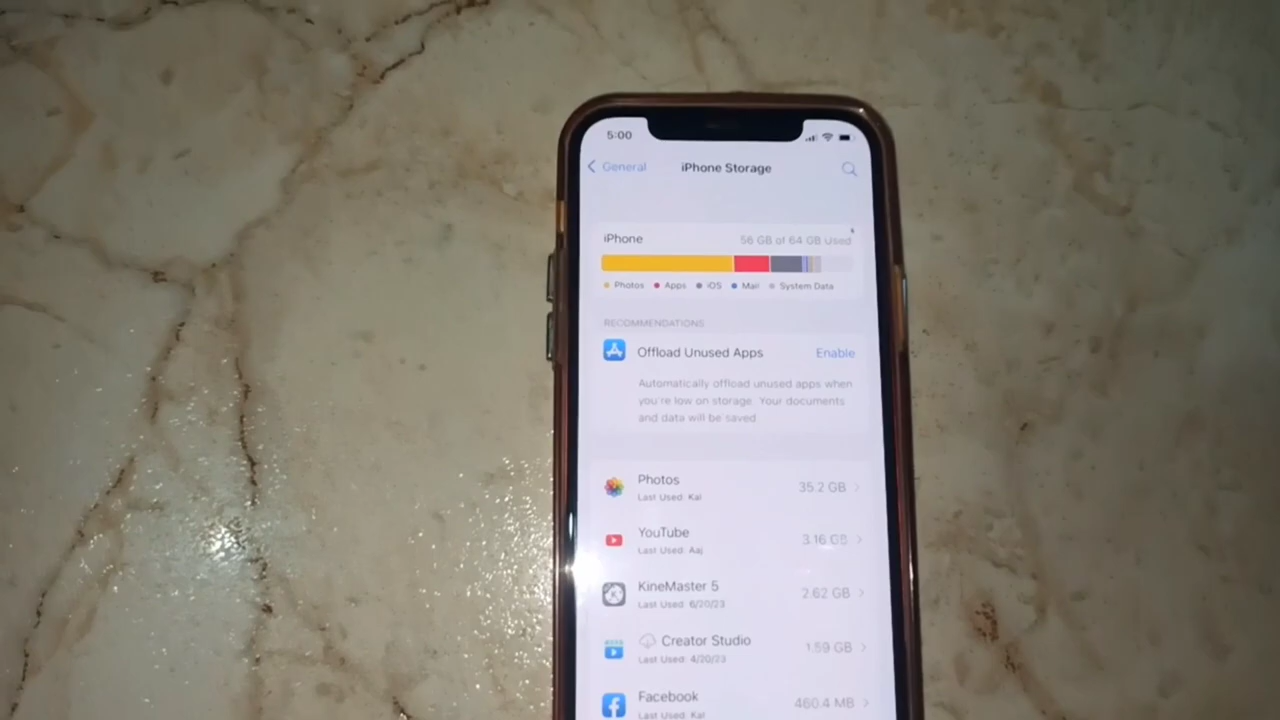 5:00
General
iPhone Storage
iPhone
56 GB of 64 GB Used
Photos Apps iOS Mail System Data
RECOMMENDATIONS
Offload Unused Apps
Enable
Automatically offload unused apps when
you're low on storage. Your documents
and data will be saved.
Photos
35.2 GB
Last Used: Kal
YouTube
3.16 GB
Last Used: Aaj
KineMaster 5
2.62 GB
Last Used: 6/20/23
Creator Studio
1.59 GB
Last Used: 4/20/23
Facebook
460.4 MB
Last Used: Kal